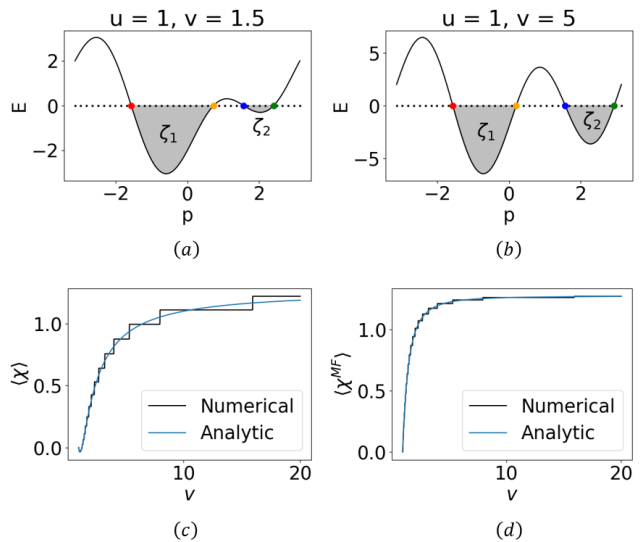 u = 1, v = 1.5
u = 1, v = 5
E
2
0
−2
ζ1
ζ2
−2
0
2
p
(a)
E
5
0
−5
ζ1
ζ2
−2
0
2
p
(b)
⟨χ⟩
1.0
0.5
0.0
Numerical
Analytic
10
20
v
(c)
⟨χ^{MF}⟩
1.0
0.0
Numerical
Analytic
10
20
v
(d)